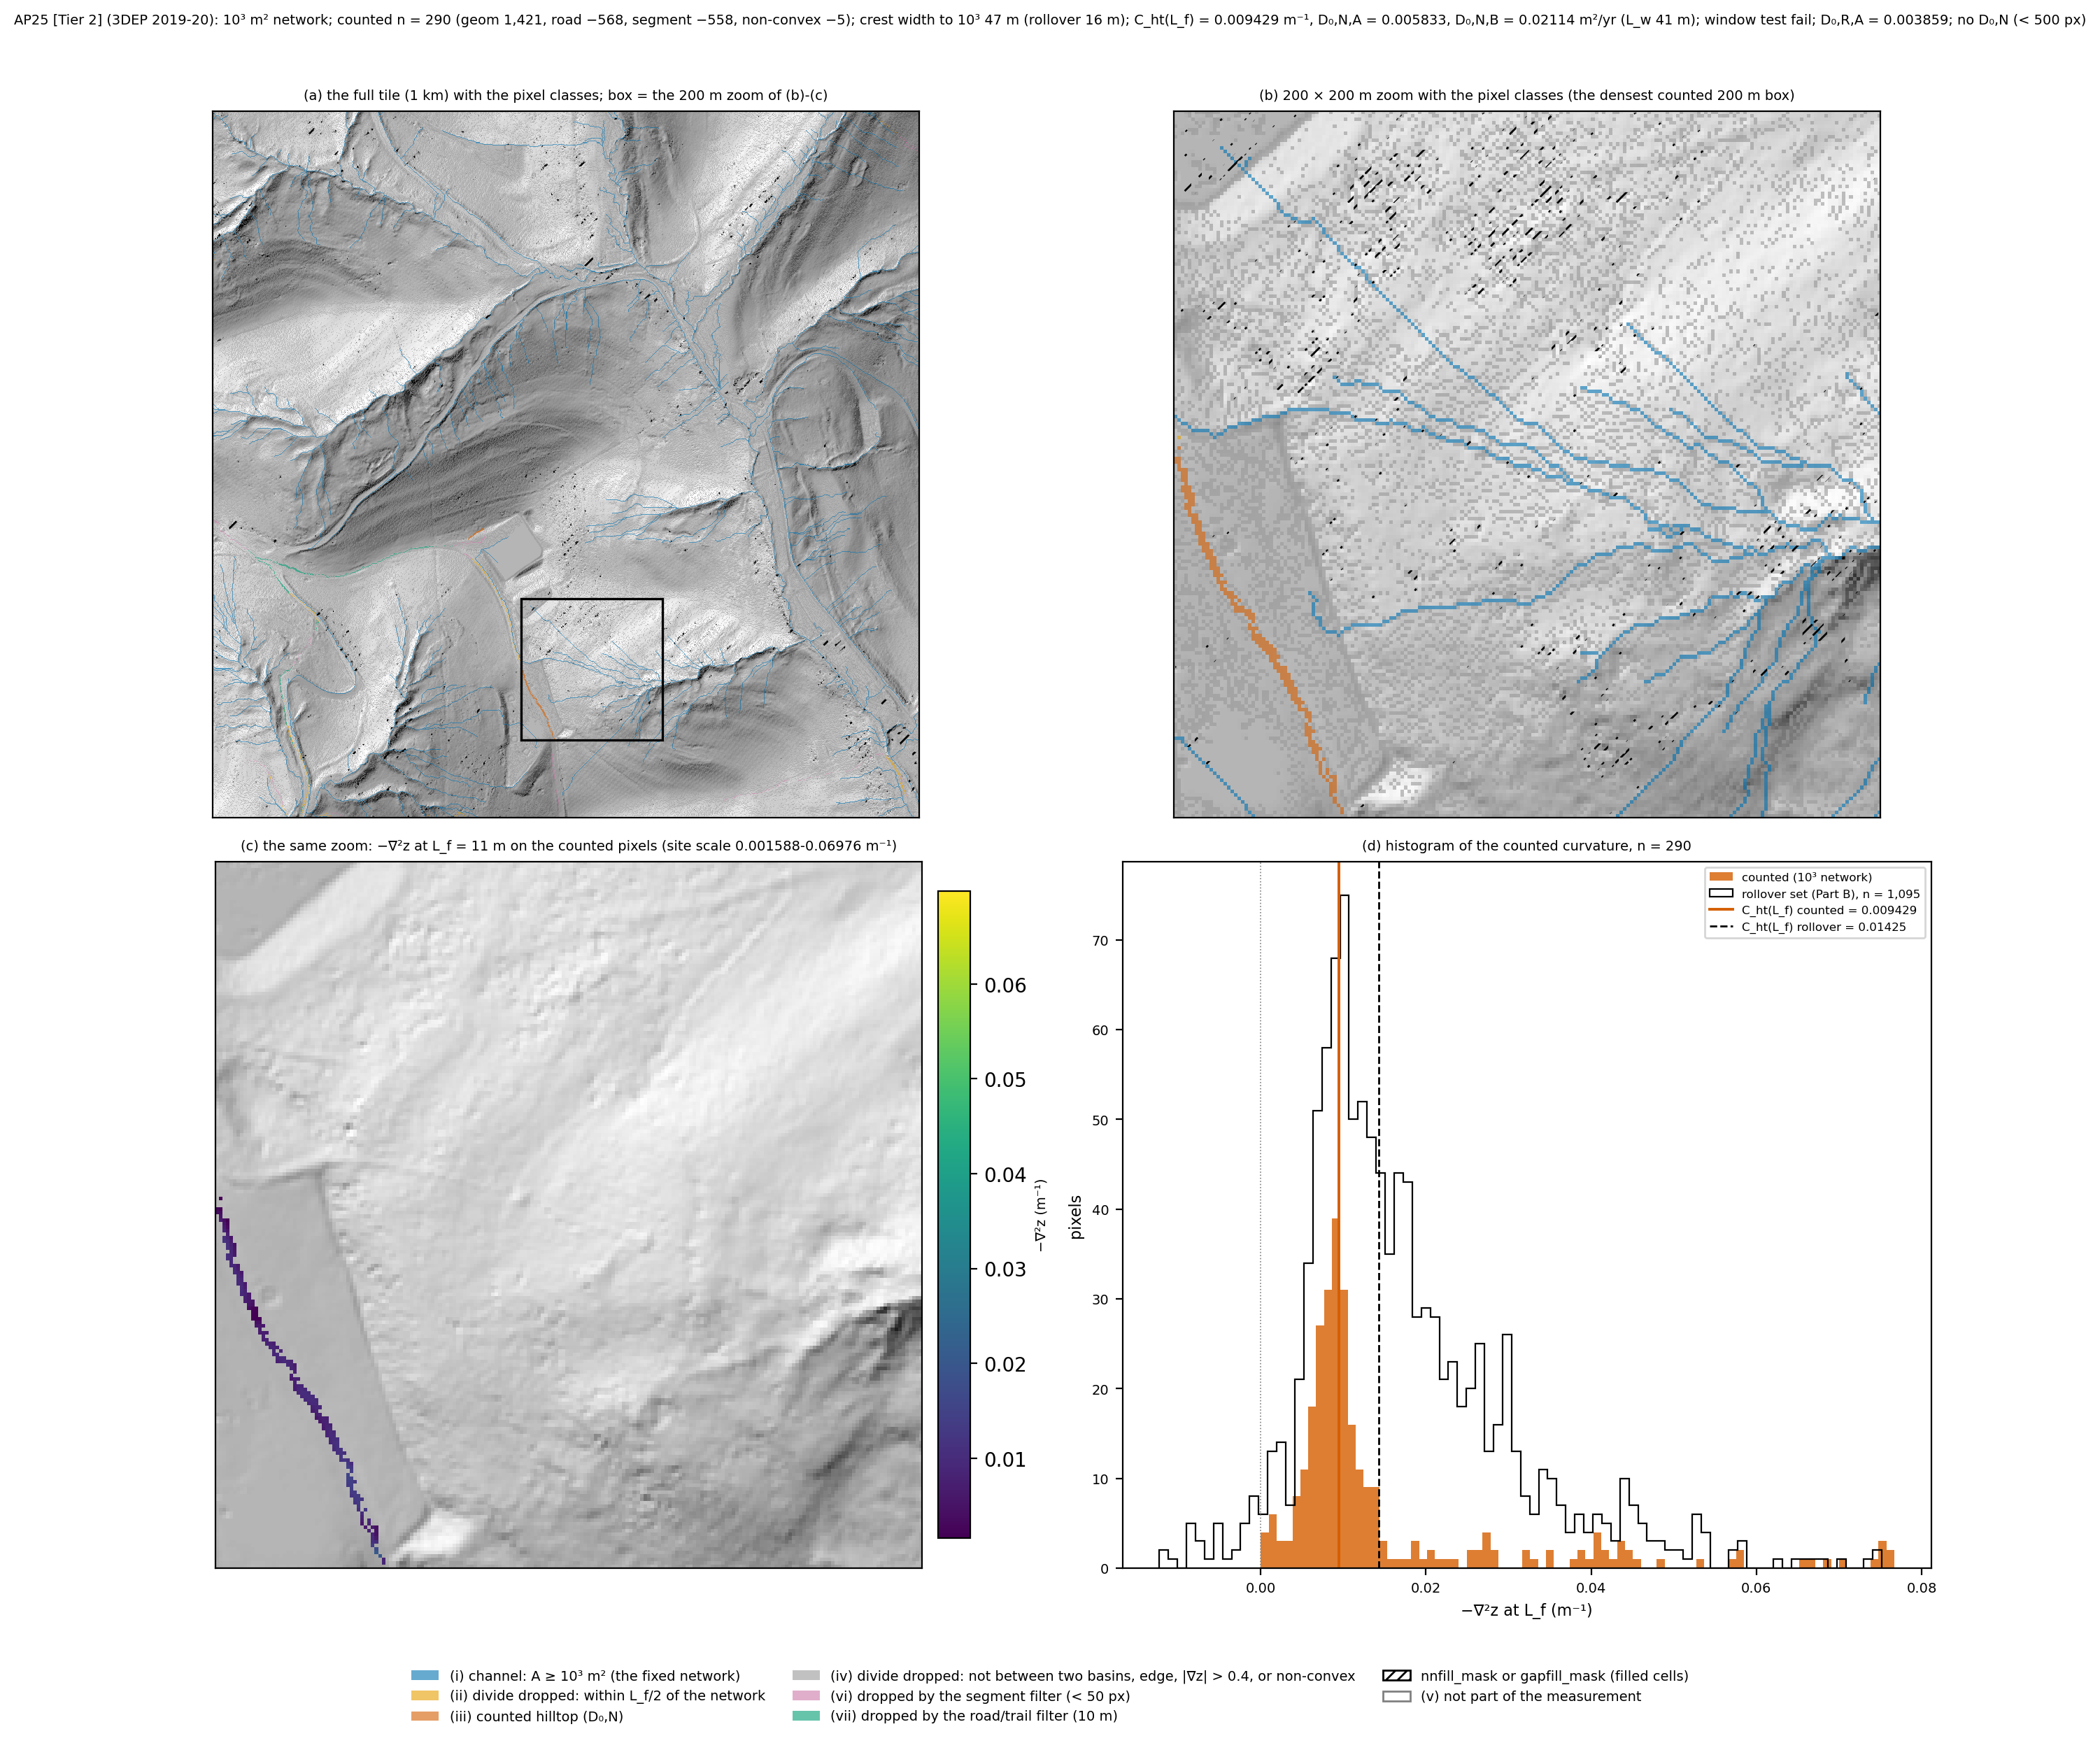 AP25 [Tier 2] (3DEP 2019-20): 10³ m² network; counted n = 290 (geom 1,421, road −568, segment −558, non-convex −5); crest width to 10³ 47 m (rollover 16 m); C_ht(L_f) = 0.009429 m⁻¹, D₀,N,A = 0.005833, D₀,N,B = 0.02114 m²/yr (L_w 41 m); window test fail; D₀,R,A = 0.003859; no D₀,N (< 500 px)
(a) the full tile (1 km) with the pixel classes; box = the 200 m zoom of (b)-(c)
(b) 200 × 200 m zoom with the pixel classes (the densest counted 200 m box)
(c) the same zoom: −∇²z at L_f = 11 m on the counted pixels (site scale 0.001588-0.06976 m⁻¹)
0.06
0.05
0.04
0.03
0.02
0.01
−∇²z (m⁻¹)
(d) histogram of the counted curvature, n = 290
counted (10³ network)
rollover set (Part B), n = 1,095
C_ht(L_f) counted = 0.009429
C_ht(L_f) rollover = 0.01425
70
60
50
40
30
20
10
0
pixels
0.00
0.02
0.04
0.06
0.08
−∇²z at L_f (m⁻¹)
(i) channel: A ≥ 10³ m² (the fixed network)
(ii) divide dropped: within L_f/2 of the network
(iii) counted hilltop (D₀,N)
(iv) divide dropped: not between two basins, edge, |∇z| > 0.4, or non-convex
(vi) dropped by the segment filter (< 50 px)
(vii) dropped by the road/trail filter (10 m)
nnfill_mask or gapfill_mask (filled cells)
(v) not part of the measurement